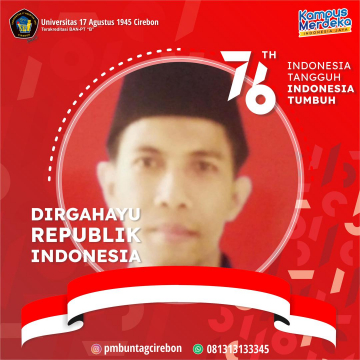 Universitas 17 Agustus 1945 Cirebon
Terakreditasi BAN-PT "B"
Kampus
Merdeka
INDONESIA JAYA
76 TH
INDONESIA
TANGGUH
INDONESIA
TUMBUH
DIRGAHAYU
REPUBLIK
INDONESIA
pmbuntagcirebon
081313133345